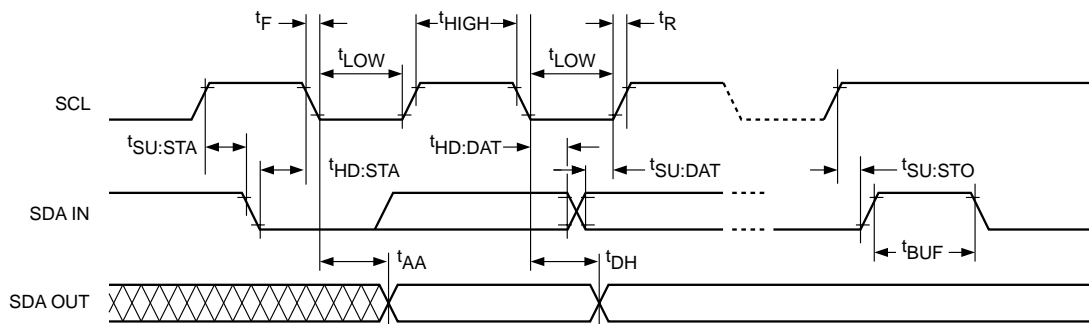 tF
tHIGH
tR
tLOW
tLOW
SCL
tSU:STA
tHD:DAT
tHD:STA
tSU:DAT
tSU:STO
SDA IN
tBUF
tAA
tDH
SDA OUT